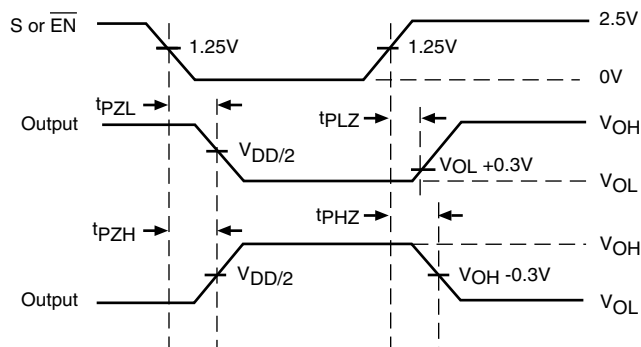 S or EN
1.25V
1.25V
2.5V
0V
tPZL
tPLZ
Output
VDD/2
VOL +0.3V
VOH
VOL
tPZH
tPHZ
VOH
VDD/2
VOH -0.3V
Output
VOL